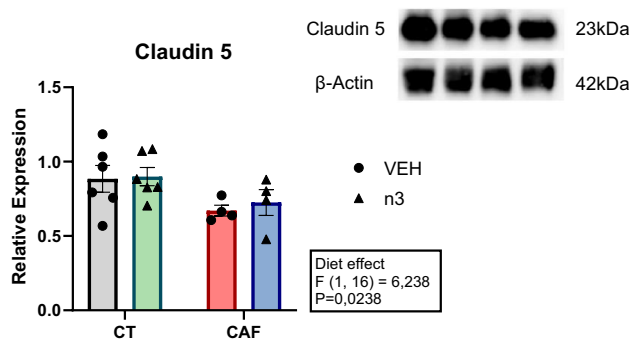 Claudin 5
23kDa
β-Actin
42kDa
Claudin 5
Relative Expression
1.5
1.0
0.5
0.0
CT
CAF
VEH
n3
Diet effect
F (1, 16) = 6,238
P=0,0238